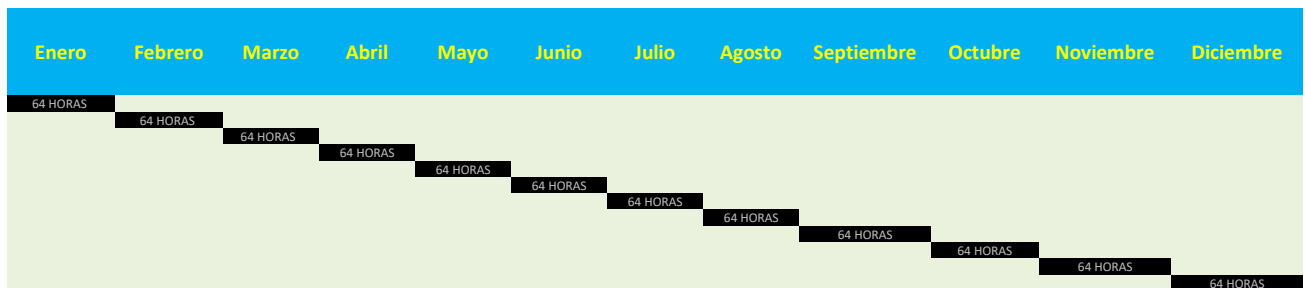 Enero Febrero Marzo Abril Mayo Junio Julio Agosto Septiembre Octubre Noviembre Diciembre
64 HORAS
64 HORAS
64 HORAS
64 HORAS
64 HORAS
64 HORAS
64 HORAS
64 HORAS
64 HORAS
64 HORAS
64 HORAS
64 HORAS